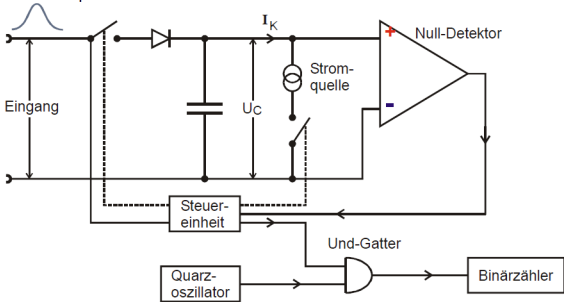 I_K
+
Null-Detektor
Strom-
quelle
Eingang
U_C
-
Steuer-
einheit
Und-Gatter
Quarz-
oszillator
Binärzähler